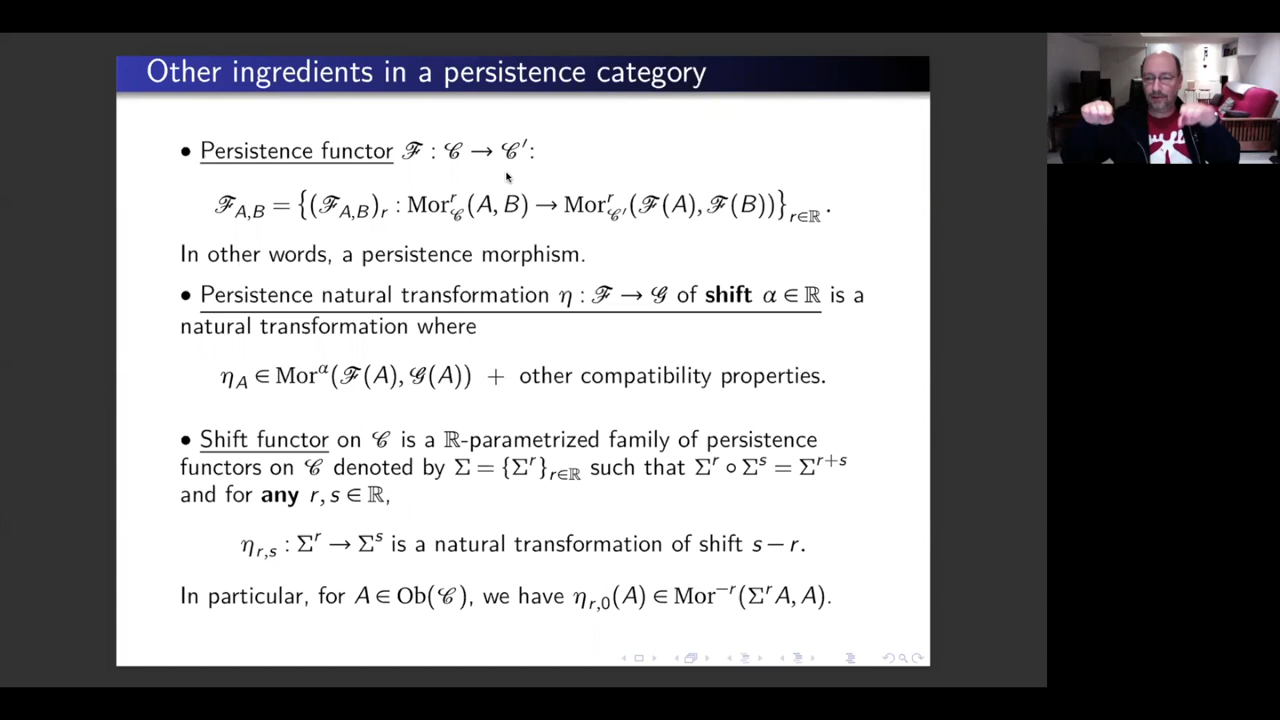 Other ingredients in a persistence category
• Persistence functor ℱ : 𝒞 → 𝒞′:
ℱ_{A,B} = {(ℱ_{A,B})_r : Mor^r_𝒞(A, B) → Mor^r_{𝒞′}(ℱ(A), ℱ(B))}_{r∈ℝ} .
In other words, a persistence morphism.
• Persistence natural transformation η : ℱ → 𝒢 of shift α ∈ ℝ is a
natural transformation where
η_A ∈ Mor^α(ℱ(A), 𝒢(A)) + other compatibility properties.
• Shift functor on 𝒞 is a ℝ-parametrized family of persistence
functors on 𝒞 denoted by Σ = {Σ^r}_{r∈ℝ} such that Σ^r ∘ Σ^s = Σ^{r+s}
and for any r, s ∈ ℝ,
η_{r,s} : Σ^r → Σ^s is a natural transformation of shift s − r.
In particular, for A ∈ Ob(𝒞), we have η_{r,0}(A) ∈ Mor^{−r}(Σ^r A, A).